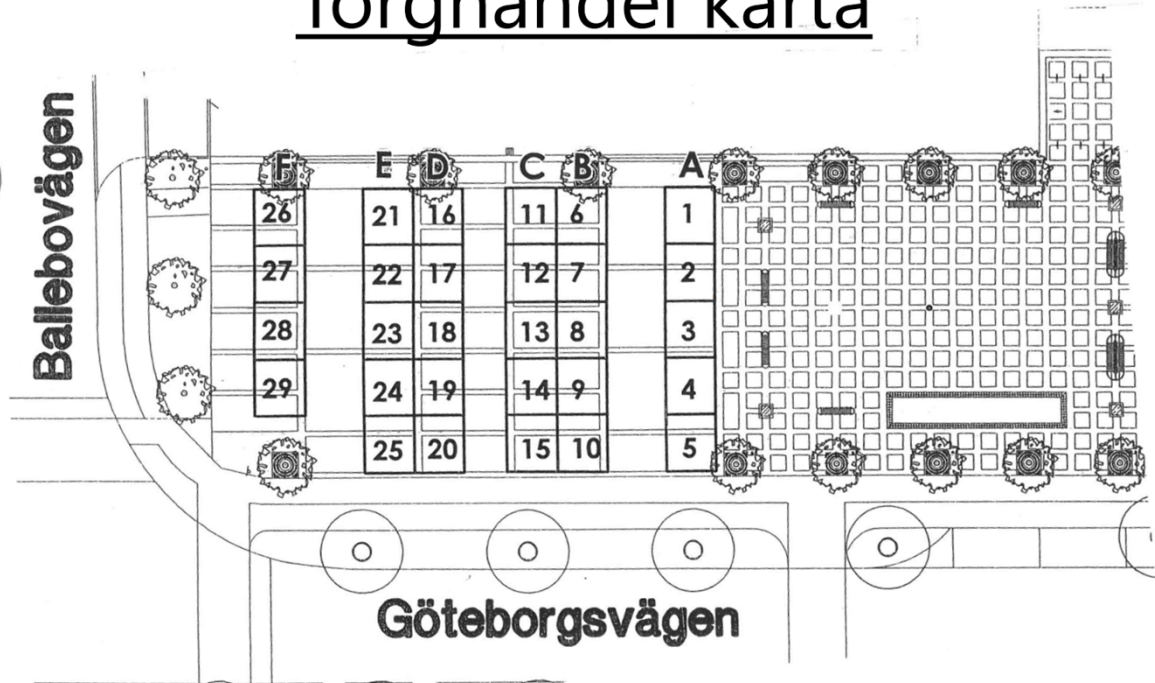 Torghandel karta
Ballebovägen
F E D C B A
26 21 16 11 6 1
27 22 17 12 7 2
28 23 18 13 8 3
29 24 19 14 9 4
25 20 15 10 5
Göteborgsvägen